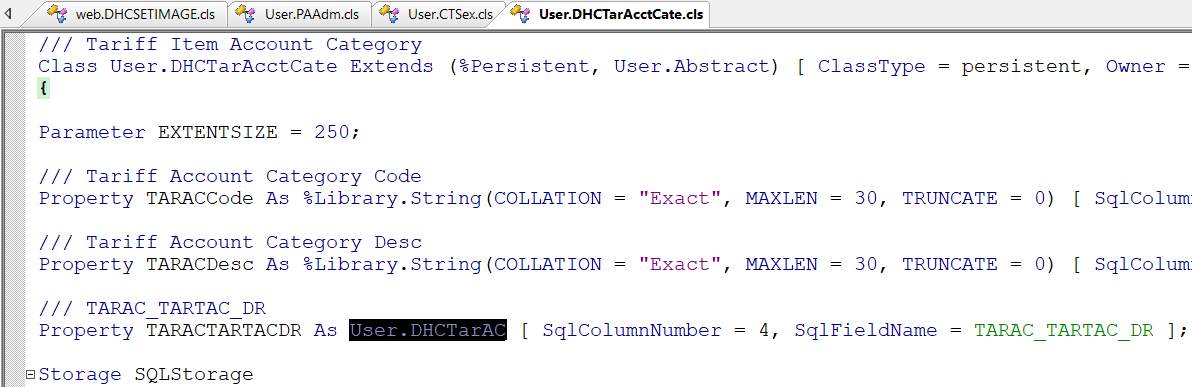 web.DHCSETIMAGE.cls User.PAAdm.cls User.CTSex.cls User.DHCTarAcctCate.cls
/// Tariff Item Account Category
Class User.DHCTarAcctCate Extends (%Persistent, User.Abstract) [ ClassType = persistent, Owner =
{
Parameter EXTENTSIZE = 250;
/// Tariff Account Category Code
Property TARACCode As %Library.String(COLLATION = "Exact", MAXLEN = 30, TRUNCATE = 0) [ SqlColumn
/// Tariff Account Category Desc
Property TARACDesc As %Library.String(COLLATION = "Exact", MAXLEN = 30, TRUNCATE = 0) [ SqlColumn
/// TARAC_TARTAC_DR
Property TARACTARTACDR As User.DHCTarAC [ SqlColumnNumber = 4, SqlFieldName = TARAC_TARTAC_DR ];
Storage SQLStorage